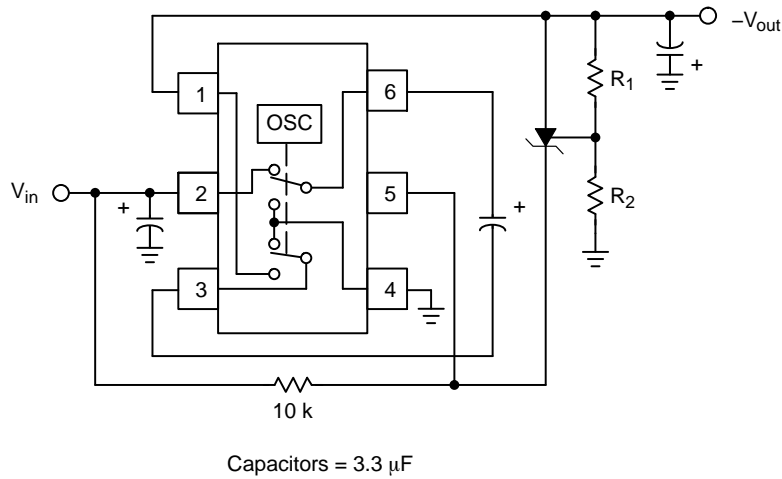 –Vout
1
6
R1
+
OSC
Vin
2
5
+
+
R2
3
4
10 k
Capacitors = 3.3 μF